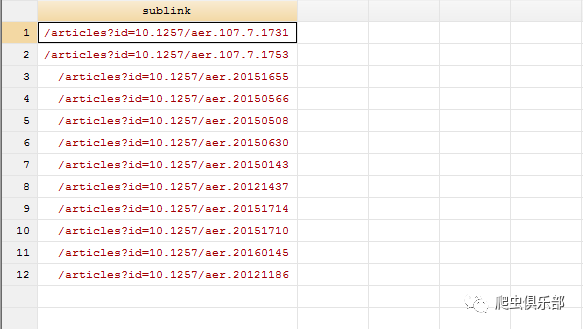 sublink
1 /articles?id=10.1257/aer.107.7.1731
2 /articles?id=10.1257/aer.107.7.1753
3 /articles?id=10.1257/aer.20151655
4 /articles?id=10.1257/aer.20150566
5 /articles?id=10.1257/aer.20150508
6 /articles?id=10.1257/aer.20150630
7 /articles?id=10.1257/aer.20150143
8 /articles?id=10.1257/aer.20121437
9 /articles?id=10.1257/aer.20151714
10 /articles?id=10.1257/aer.20151710
11 /articles?id=10.1257/aer.20160145
12 /articles?id=10.1257/aer.20121186
爬虫俱乐部